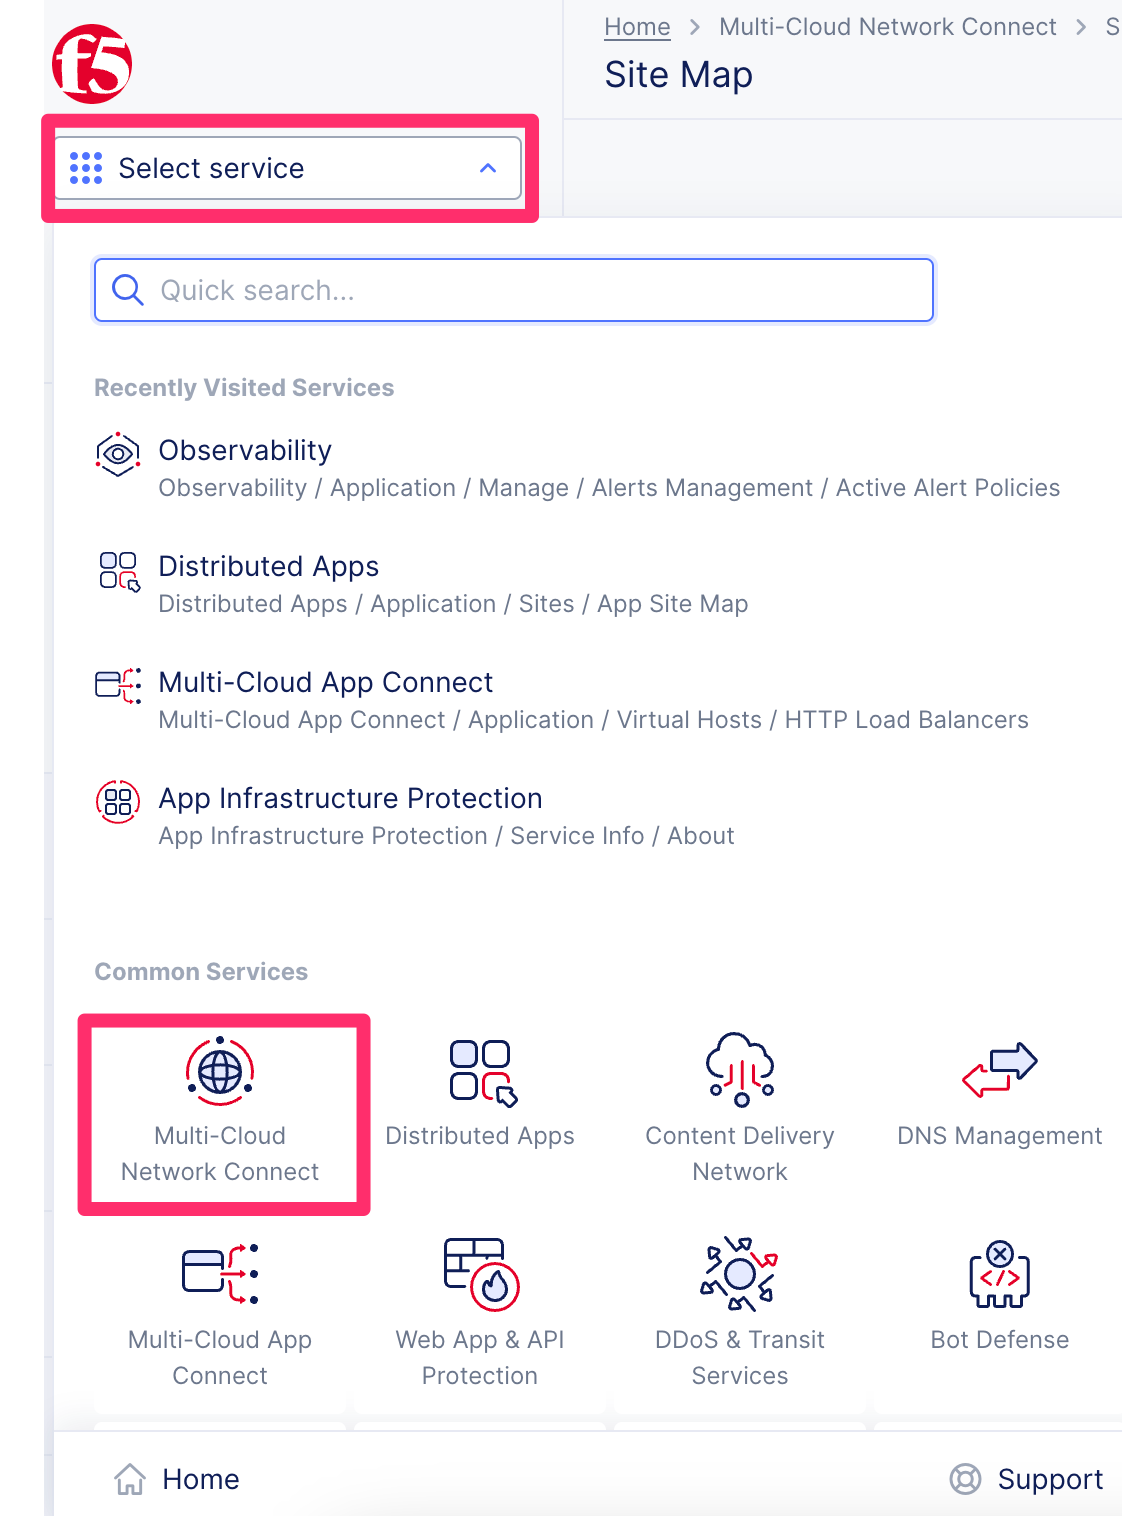 f5
Home > Multi-Cloud Network Connect > S
Site Map
Select service
Quick search...
Recently Visited Services
Observability
Observability / Application / Manage / Alerts Management / Active Alert Policies
Distributed Apps
Distributed Apps / Application / Sites / App Site Map
Multi-Cloud App Connect
Multi-Cloud App Connect / Application / Virtual Hosts / HTTP Load Balancers
App Infrastructure Protection
App Infrastructure Protection / Service Info / About
Common Services
Multi-Cloud
Network Connect
Distributed Apps
Content Delivery
Network
DNS Management
Multi-Cloud App
Connect
Web App & API
Protection
DDoS & Transit
Services
Bot Defense
Home
Support